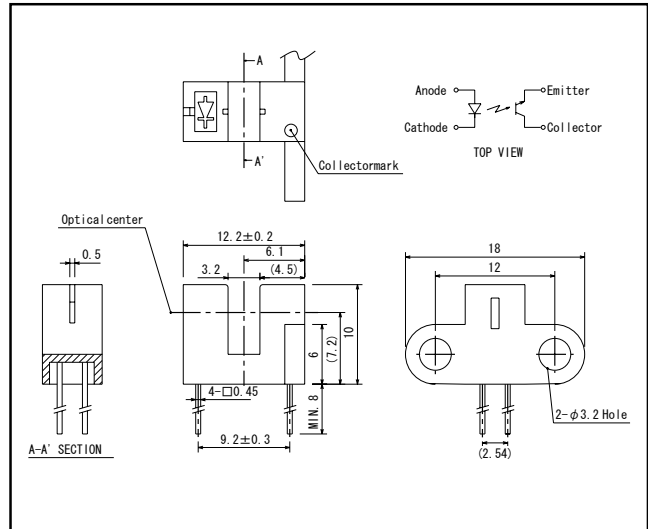 A
Anode
Emitter
Cathode
Collector
TOP VIEW
A'
Collectormark
Opticalcenter
12.2±0.2
6.1
18
0.5
3.2
(4.5)
12
6
(7.2)
10
4-□0.45
MIN. 8
9.2±0.3
2-φ3.2 Hole
(2.54)
A-A' SECTION